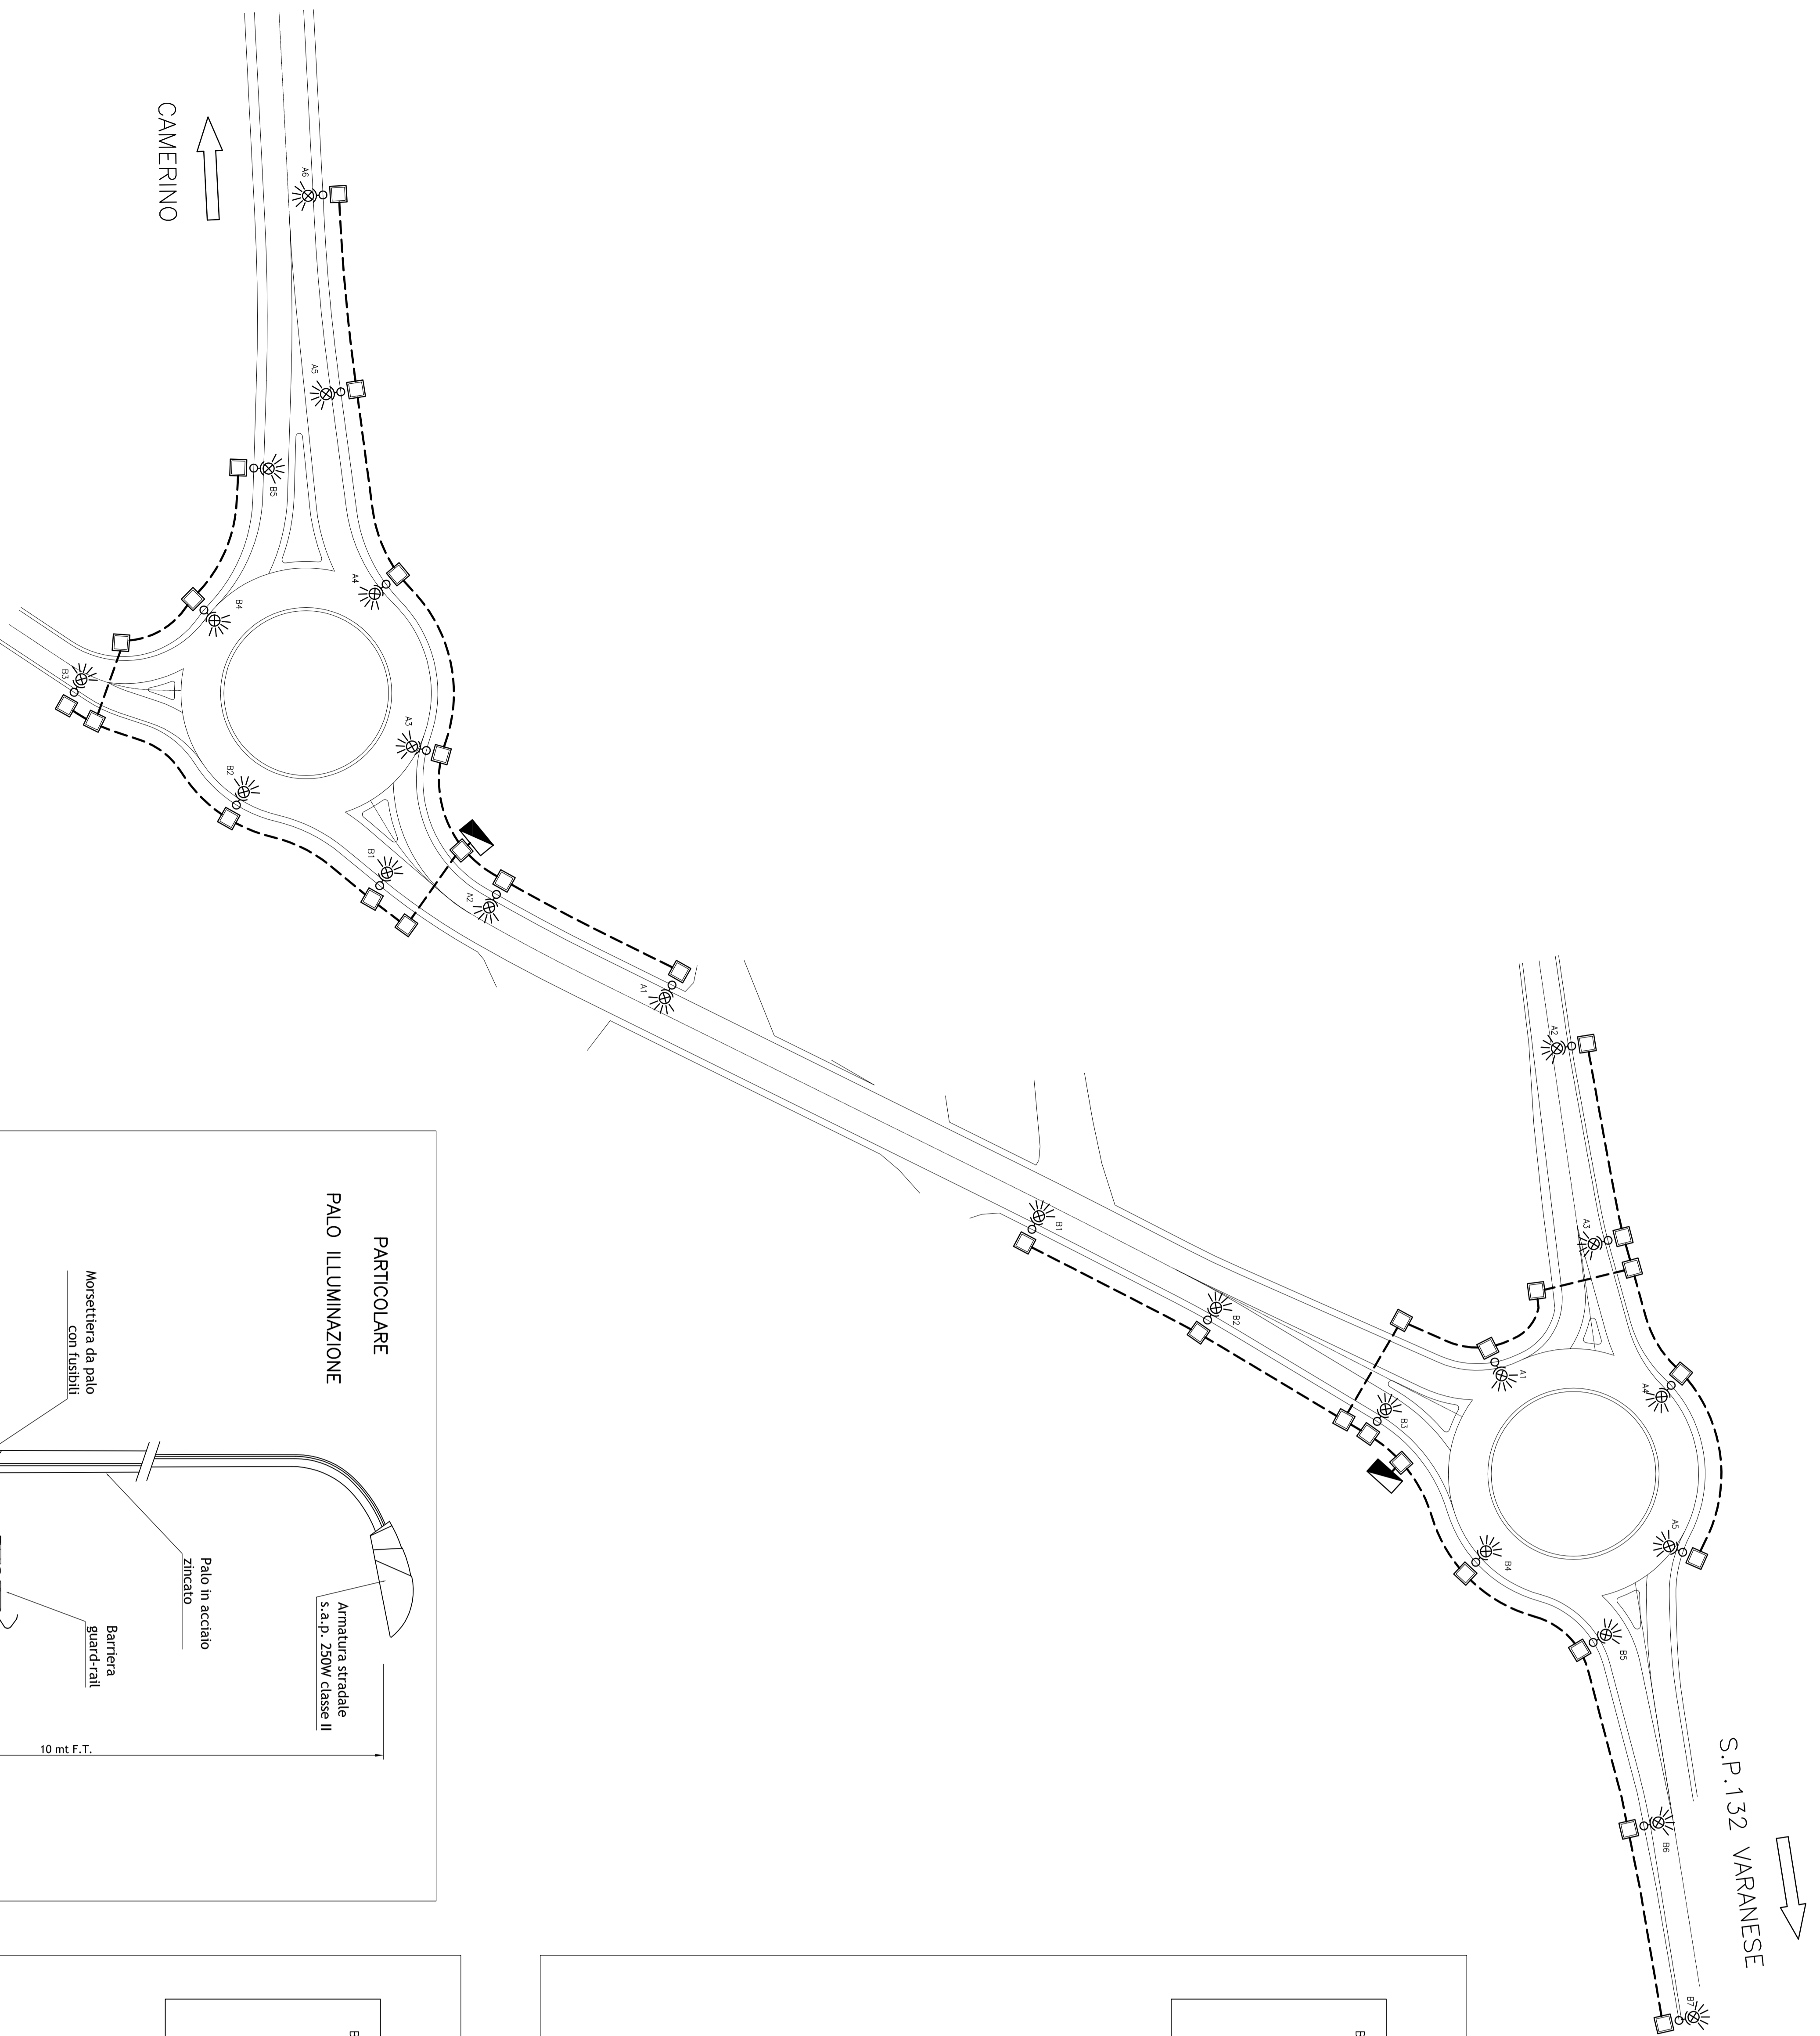 CAMERINO
A6
A5
B5
A4
B4
B3
A3
B2
B1
A2
A1
A2
A3
B1
B2
A1
A4
B3
A5
B4
B5
B6
B7
S.P.132 VARANESE
PARTICOLARE
PALO ILLUMINAZIONE
Morsettiera da palo
con fusibili
Palo in acciaio
zincato
Barriera
guard-rail
Armatura stradale
s.a.p. 250W classe II
10 mt F.T.